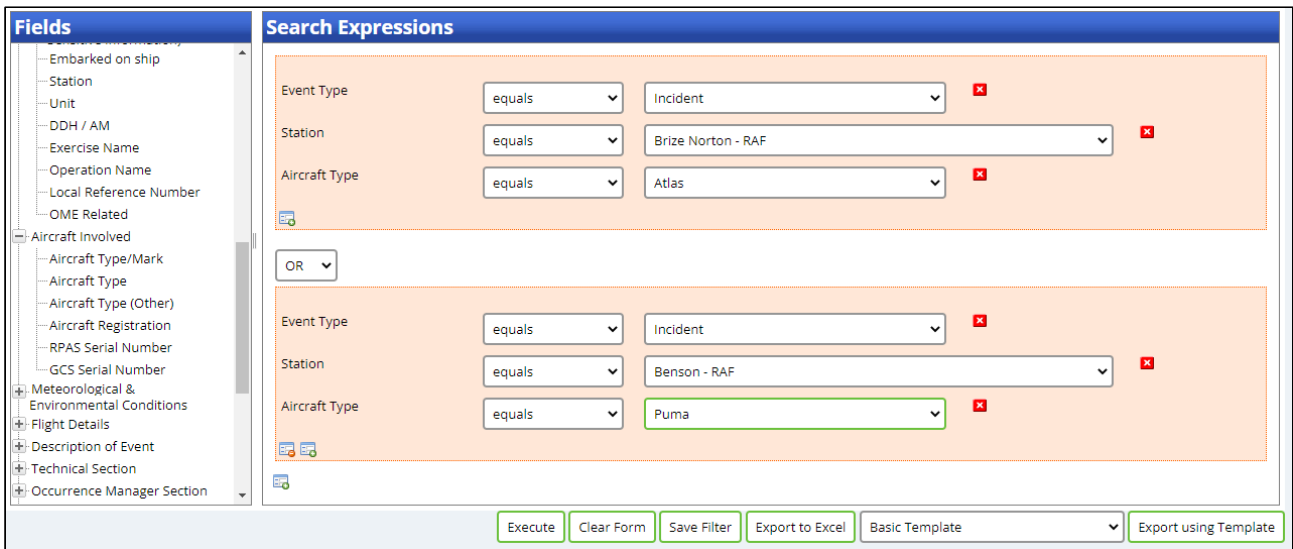 Fields
Embarked on ship
Station
Unit
DDH / AM
Exercise Name
Operation Name
Local Reference Number
OME Related
Aircraft Involved
Aircraft Type/Mark
Aircraft Type
Aircraft Type (Other)
Aircraft Registration
RPAS Serial Number
GCS Serial Number
Meteorological &
Environmental Conditions
Flight Details
Description of Event
Technical Section
Occurrence Manager Section
Search Expressions
Event Type equals Incident
Station equals Brize Norton - RAF
Aircraft Type equals Atlas
OR
Event Type equals Incident
Station equals Benson - RAF
Aircraft Type equals Puma
Execute Clear Form Save Filter Export to Excel Basic Template Export using Template